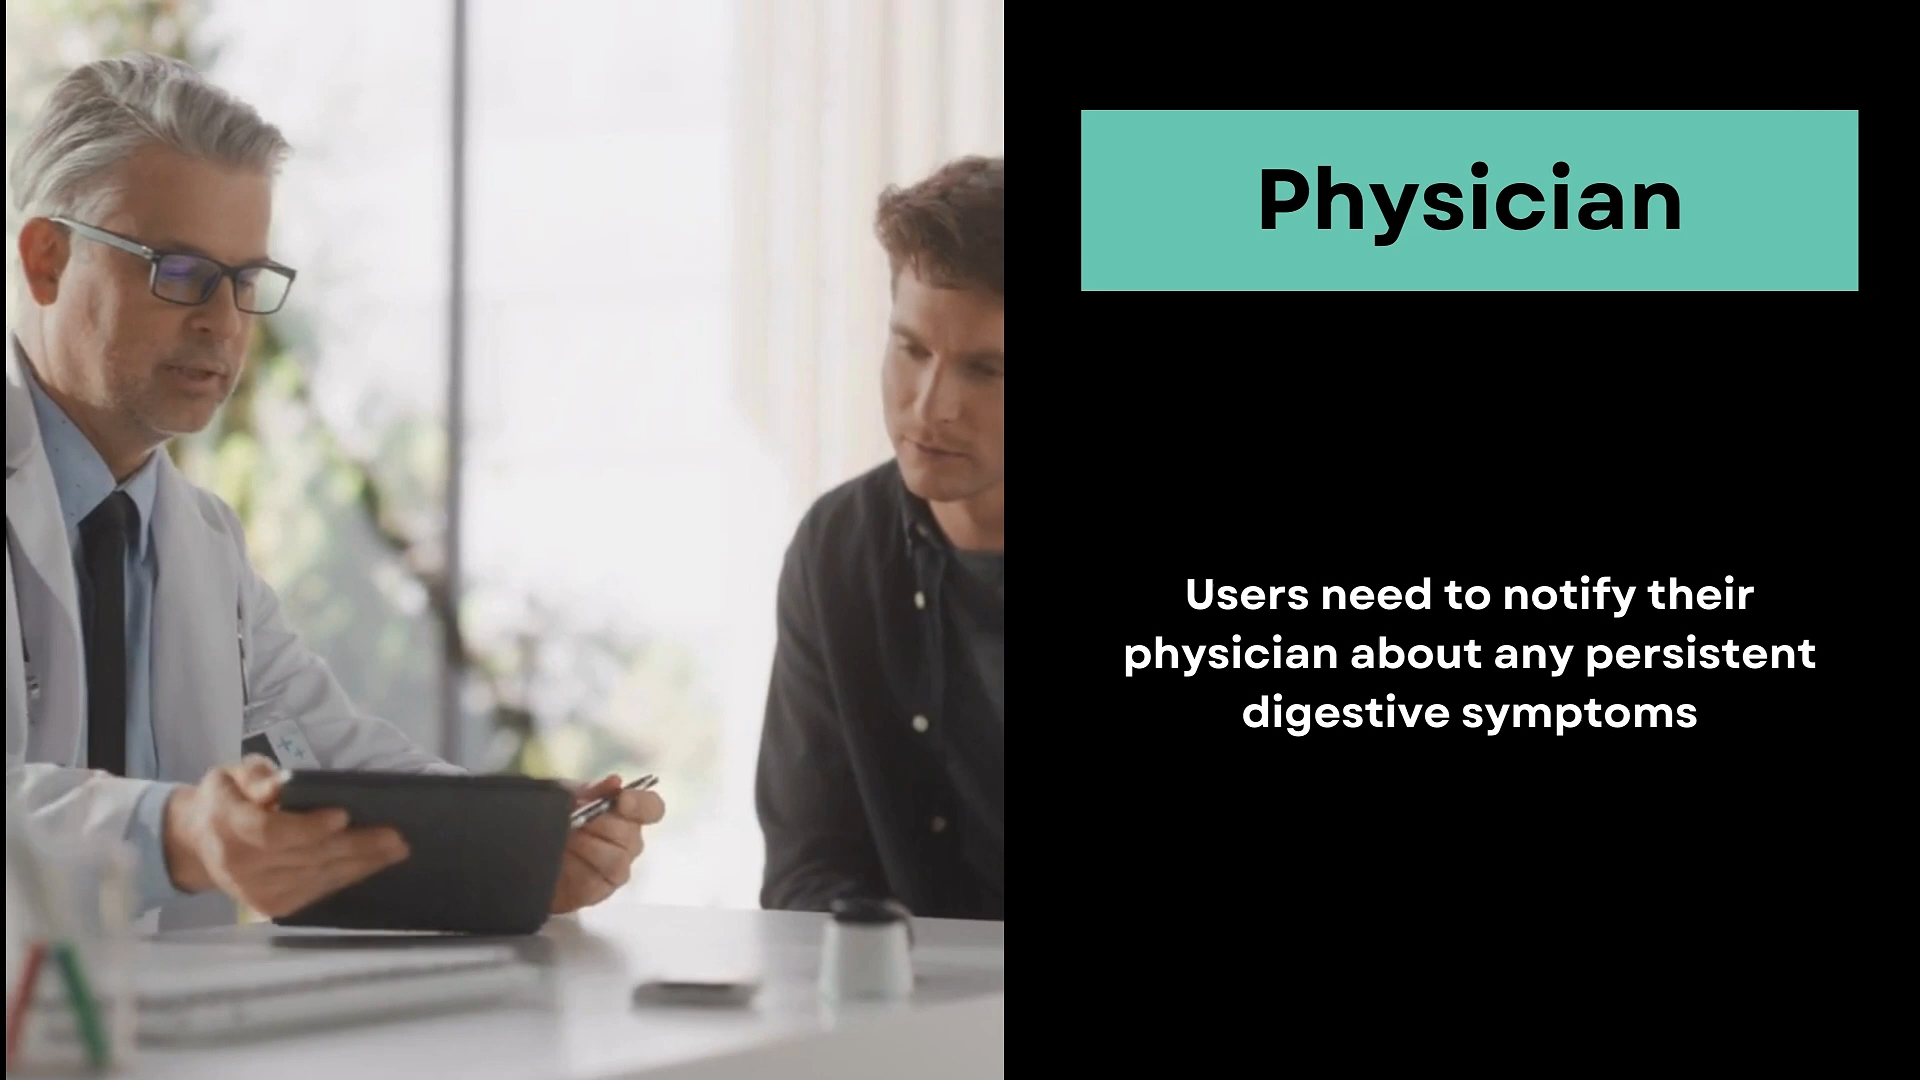 Physician
Users need to notify their
physician about any persistent
digestive symptoms